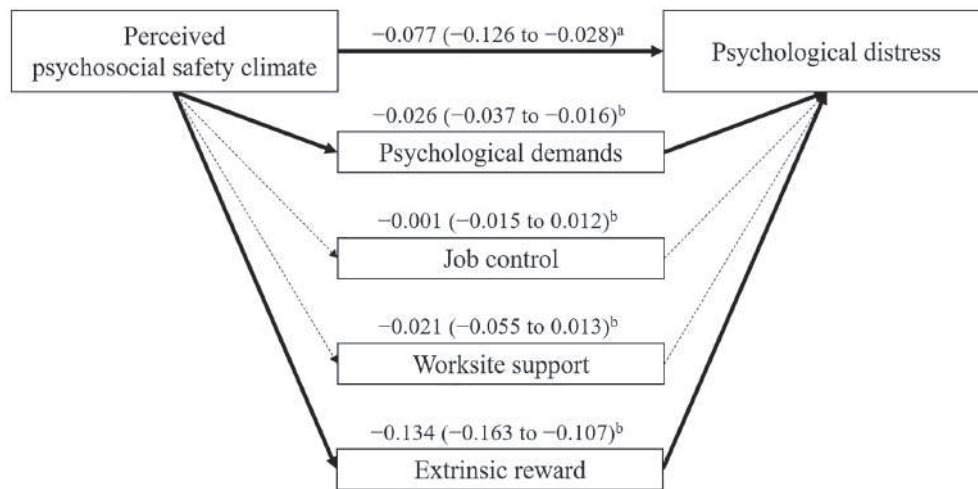 Perceived
psychosocial safety climate
−0.077 (−0.126 to −0.028)ᵃ
Psychological distress
−0.026 (−0.037 to −0.016)ᵇ
Psychological demands
−0.001 (−0.015 to 0.012)ᵇ
Job control
−0.021 (−0.055 to 0.013)ᵇ
Worksite support
−0.134 (−0.163 to −0.107)ᵇ
Extrinsic reward